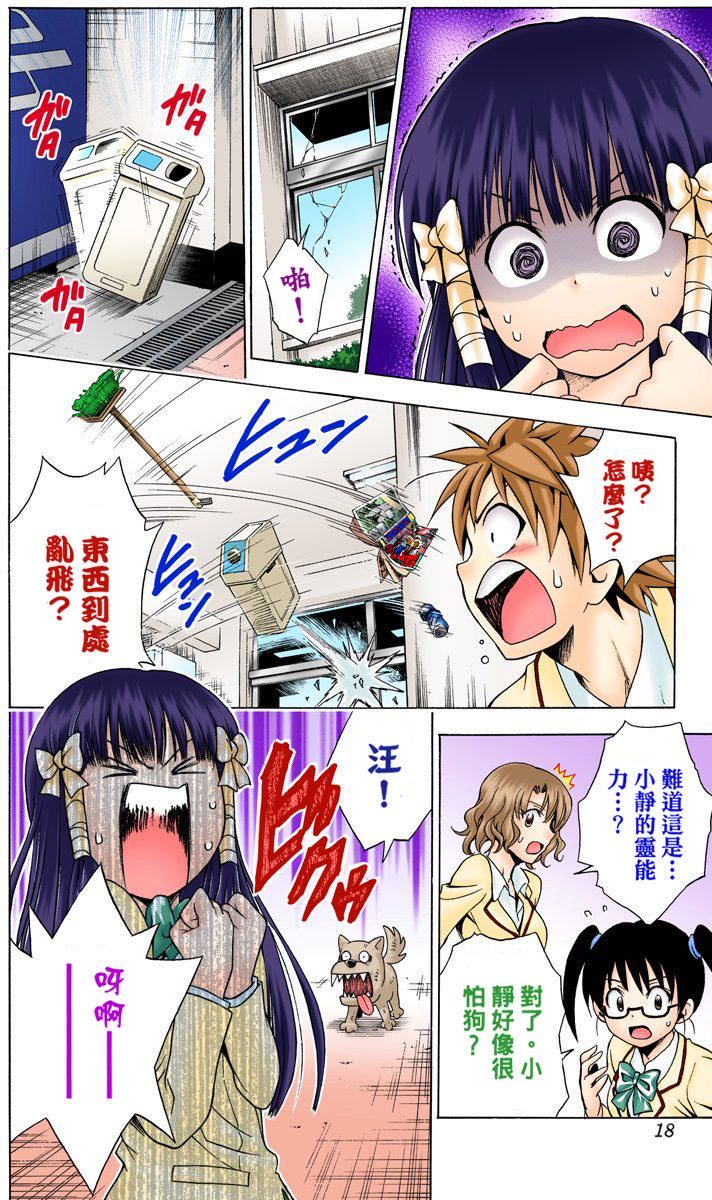 啪！
ガタ
ガタ
ガタ
咦？
怎麼了？
ヒュン
ヒュン
東西到處
亂飛？
難道這是…
小靜的靈能
力…？
對了。小
靜好像很
怕狗？
汪！
ビクゥッ
呀啊——
18